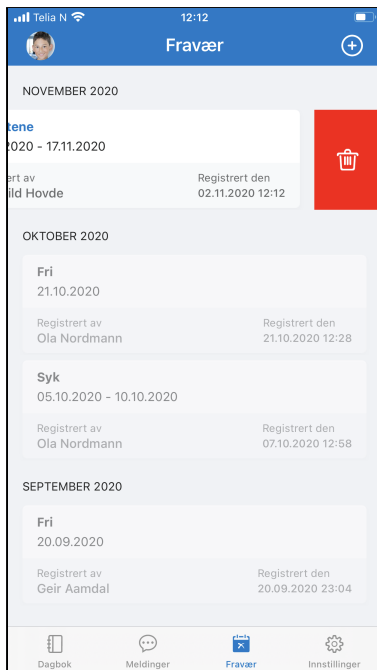 Telia N 12:12
Fravær
NOVEMBER 2020
tene
2020 - 17.11.2020
ert av Registrert den
ild Hovde 02.11.2020 12:12
OKTOBER 2020
Fri
21.10.2020
Registrert av Registrert den
Ola Nordmann 21.10.2020 12:28
Syk
05.10.2020 - 10.10.2020
Registrert av Registrert den
Ola Nordmann 07.10.2020 12:58
SEPTEMBER 2020
Fri
20.09.2020
Registrert av Registrert den
Geir Aamdal 20.09.2020 23:04
Dagbok Meldinger Fravær Innstillinger